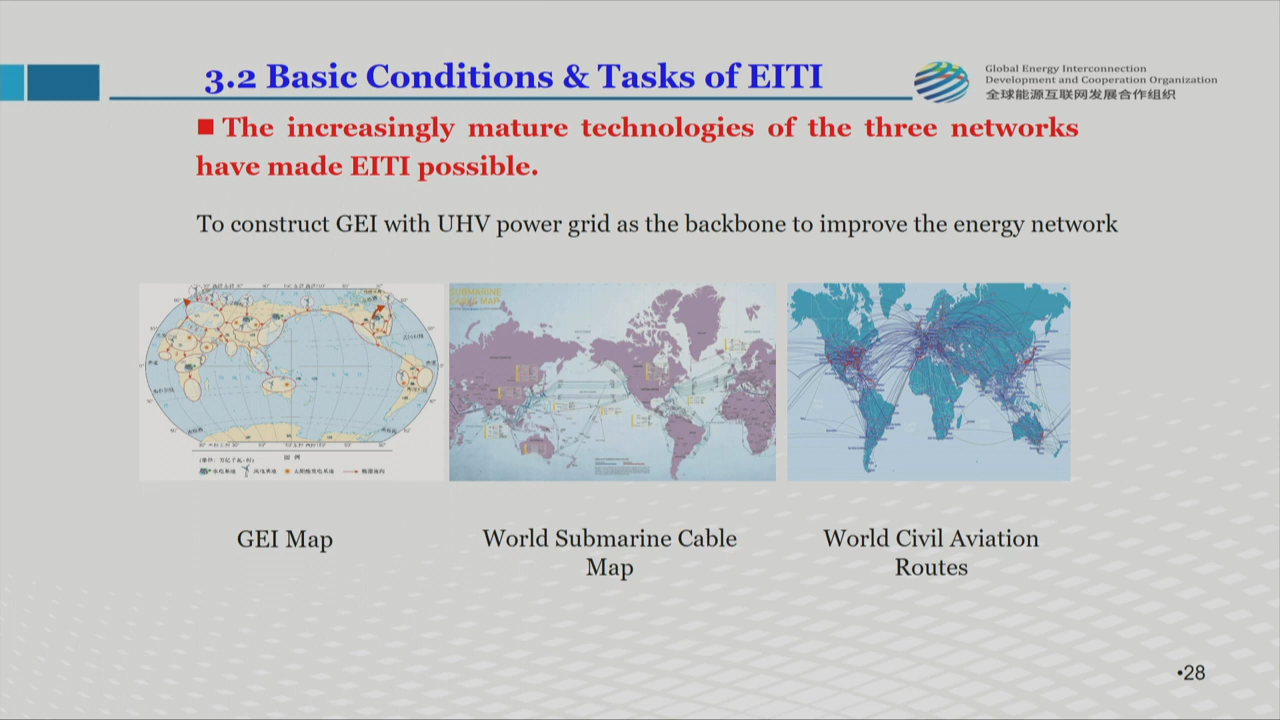 3.2 Basic Conditions & Tasks of EITI
Global Energy Interconnection
Development and Cooperation Organization
全球能源互联网发展合作组织
The increasingly mature technologies of the three networks
have made EITI possible.
To construct GEI with UHV power grid as the backbone to improve the energy network
SUBMARINE
CABLE MAP
GEI Map
World Submarine Cable
Map
World Civil Aviation
Routes
•28